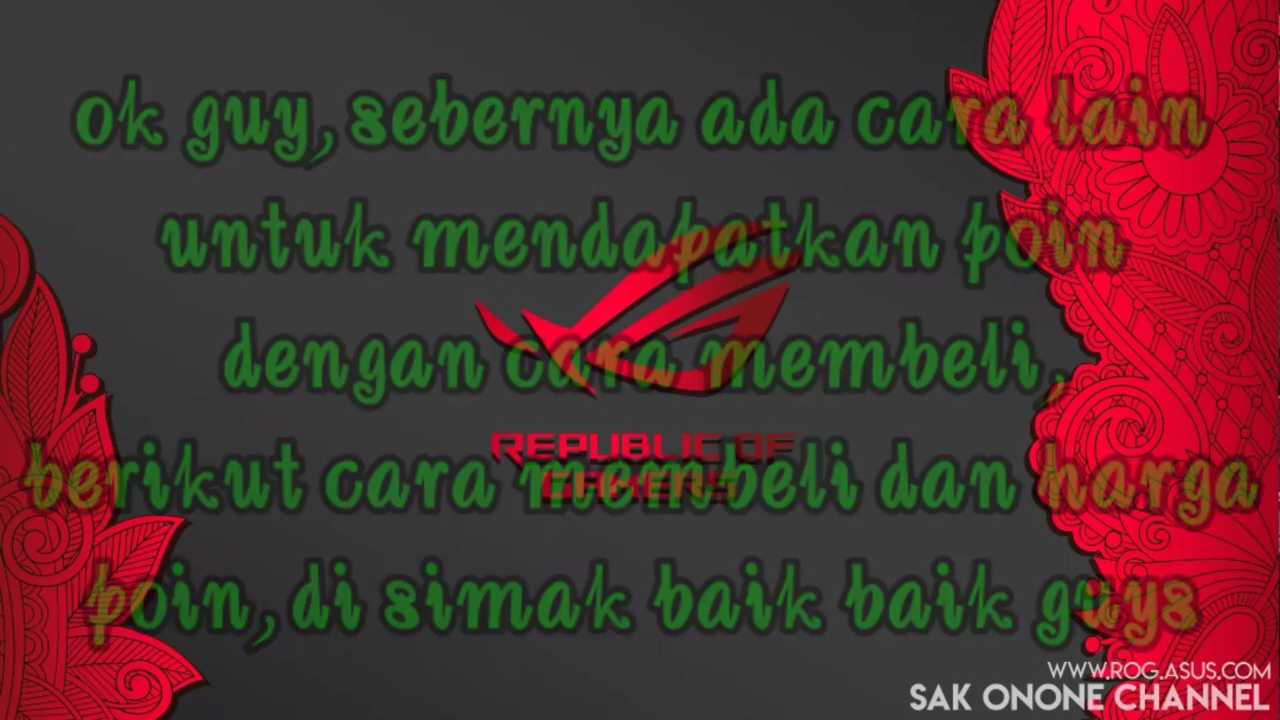 ok guy, sebernya ada cara lain
untuk mendapatkan poin
dengan cara membeli,
berikut cara membeli dan harga
poin, di simak baik baik guys
REPUBLIC OF
GAMERS
WWW.ROG.ASUS.COM
SAK ONONE CHANNEL